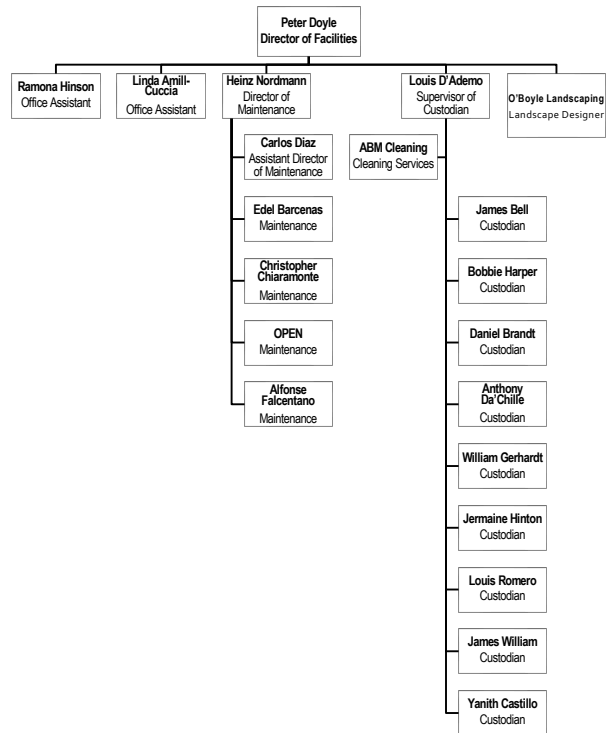 Peter Doyle
Director of Facilities
Ramona Hinson
Office Assistant
Linda Amill-
Cuccia
Office Assistant
Heinz Nordmann
Director of
Maintenance
Louis D'Ademo
Supervisor of
Custodian
O'Boyle Landscaping
Landscape Designer
Carlos Diaz
Assistant Director
of Maintenance
Edel Barcenas
Maintenance
Christopher
Chiaramonte
Maintenance
OPEN
Maintenance
Alfonse
Falcentano
Maintenance
ABM Cleaning
Cleaning Services
James Bell
Custodian
Bobbie Harper
Custodian
Daniel Brandt
Custodian
Anthony
Da'Chille
Custodian
William Gerhardt
Custodian
Jermaine Hinton
Custodian
Louis Romero
Custodian
James William
Custodian
Yanith Castillo
Custodian